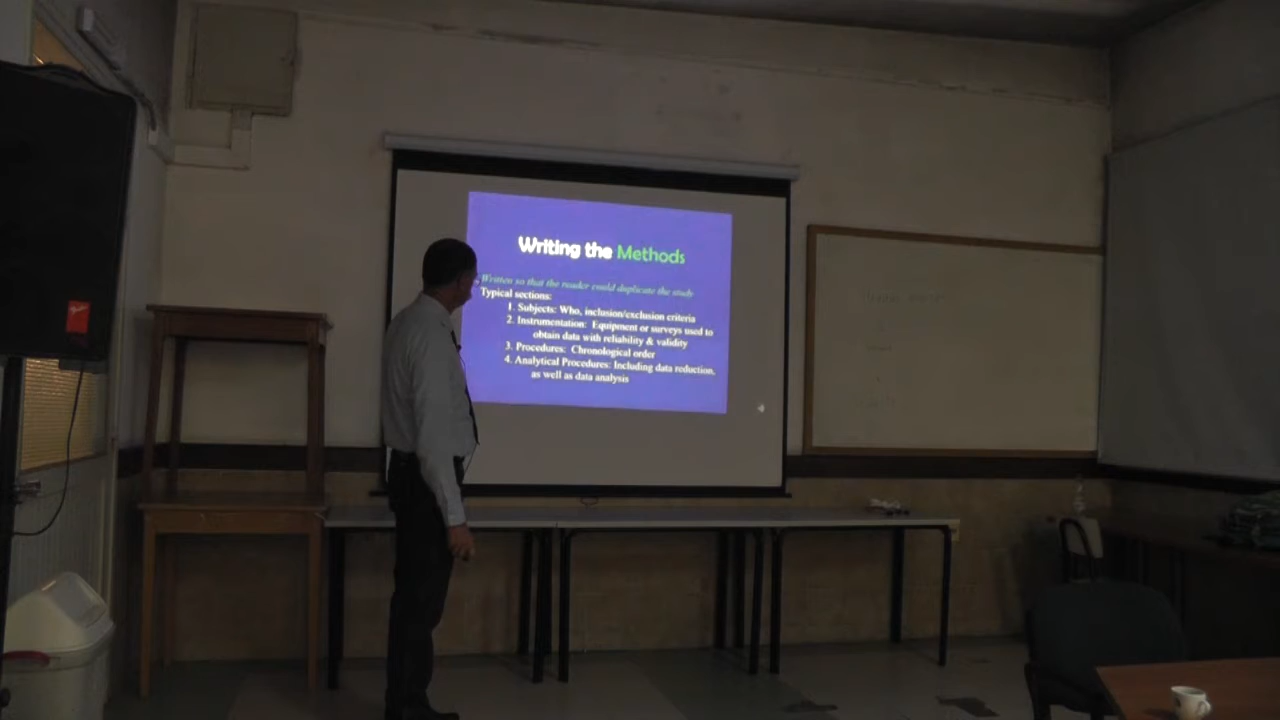 Writing the Methods
Written so that the reader could duplicate the study
Typical sections:
1. Subjects: Who, inclusion/exclusion criteria
2. Instrumentation: Equipment or surveys used to
obtain data with reliability & validity
3. Procedures: Chronological order
4. Analytical Procedures: Including data reduction,
as well as data analysis